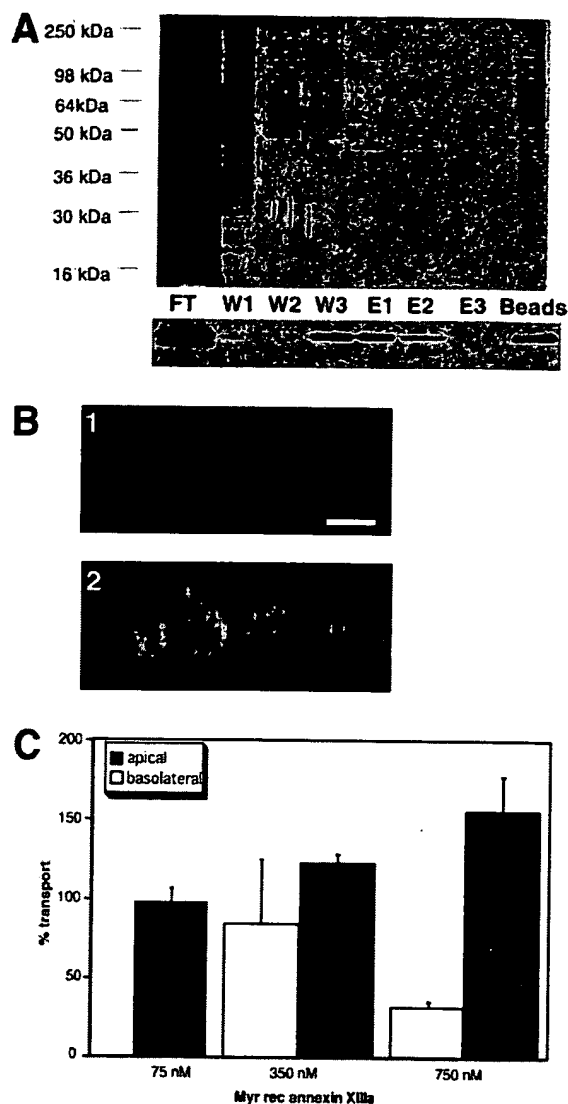 A
250 kDa
98 kDa
64kDa
50 kDa
36 kDa
30 kDa
16 kDa
FT W1 W2 W3 E1 E2 E3 Beads
B
1
2
C
200
apical
basolateral
150
% transport
100
50
0
75 nM 350 nM 750 nM
Myr rec annexin XIIIa